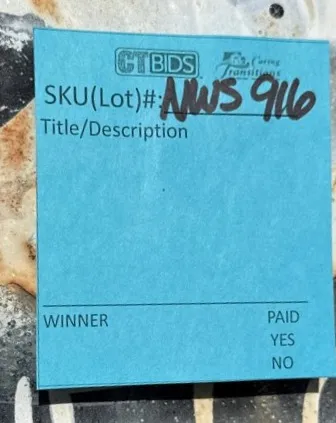 CTBIDS Caring Transitions
SKU(Lot)#: NWS 916
Title/Description
WINNER PAID
YES
NO